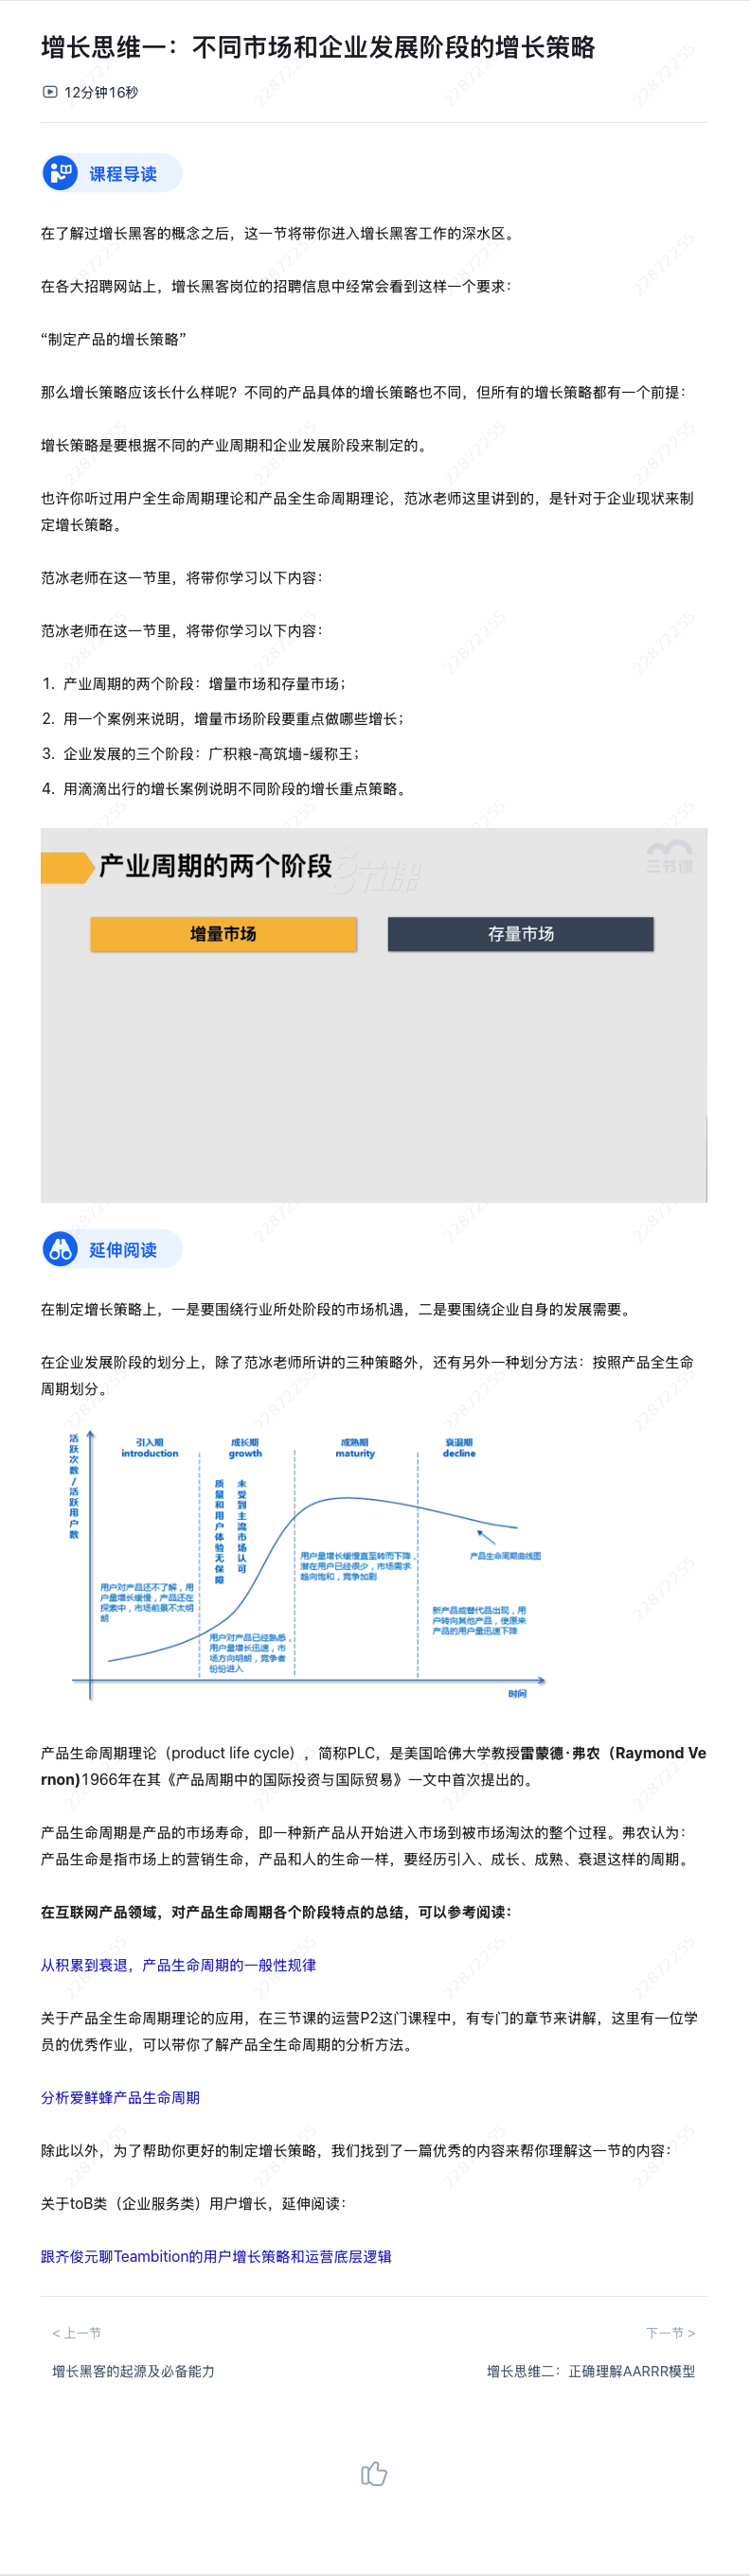 增长思维一：不同市场和企业发展阶段的增长策略
12分钟16秒
课程导读
在了解过增长黑客的概念之后，这一节将带你进入增长黑客工作的深水区。
在各大招聘网站上，增长黑客岗位的招聘信息中经常会看到这样一个要求：
“制定产品的增长策略”
那么增长策略应该长什么样呢？不同的产品具体的增长策略也不同，但所有的增长策略都有一个前提：
增长策略是要根据不同的产业周期和企业发展阶段来制定的。
也许你听过用户全生命周期理论和产品全生命周期理论，范冰老师这里讲到的，是针对于企业现状来制
定增长策略。
范冰老师在这一节里，将带你学习以下内容：
范冰老师在这一节里，将带你学习以下内容：
1. 产业周期的两个阶段：增量市场和存量市场；
2. 用一个案例来说明，增量市场阶段要重点做哪些增长；
3. 企业发展的三个阶段：广积粮-高筑墙-缓称王；
4. 用滴滴出行的增长案例说明不同阶段的增长重点策略。
产业周期的两个阶段
三节课
三节课
增量市场
存量市场
延伸阅读
在制定增长策略上，一是要围绕行业所处阶段的市场机遇，二是要围绕企业自身的发展需要。
在企业发展阶段的划分上，除了范冰老师所讲的三种策略外，还有另外一种划分方法：按照产品全生命
周期划分。
活跃次数/活跃用户数
引入期
introduction
成长期
growth
成熟期
maturity
衰退期
decline
质量和用户体验无保障
未受到主流市场认可
用户对产品还不了解，用
户量增长缓慢，产品还在
探索中，市场前景不太明
朗
用户对产品已经熟悉，
用户量增长迅速，市
场方向明朗，竞争者
纷纷进入
用户量增长缓慢直至转而下降，
潜在用户已经很少，市场需求
趋向饱和，竞争加剧
产品生命周期曲线图
新产品或替代品出现，用
户转向其他产品，使原来
产品的用户量迅速下降
时间
产品生命周期理论（product life cycle），简称PLC，是美国哈佛大学教授雷蒙德·弗农（Raymond Ve
rnon)1966年在其《产品周期中的国际投资与国际贸易》一文中首次提出的。
产品生命周期是产品的市场寿命，即一种新产品从开始进入市场到被市场淘汰的整个过程。弗农认为：
产品生命是指市场上的营销生命，产品和人的生命一样，要经历引入、成长、成熟、衰退这样的周期。
在互联网产品领域，对产品生命周期各个阶段特点的总结，可以参考阅读：
从积累到衰退，产品生命周期的一般性规律
关于产品全生命周期理论的应用，在三节课的运营P2这门课程中，有专门的章节来讲解，这里有一位学
员的优秀作业，可以带你了解产品全生命周期的分析方法。
分析爱鲜蜂产品生命周期
除此以外，为了帮助你更好的制定增长策略，我们找到了一篇优秀的内容来帮你理解这一节的内容：
关于toB类（企业服务类）用户增长，延伸阅读：
跟齐俊元聊Teambition的用户增长策略和运营底层逻辑
< 上一节
下一节 >
增长黑客的起源及必备能力
增长思维二：正确理解AARRR模型
22872255